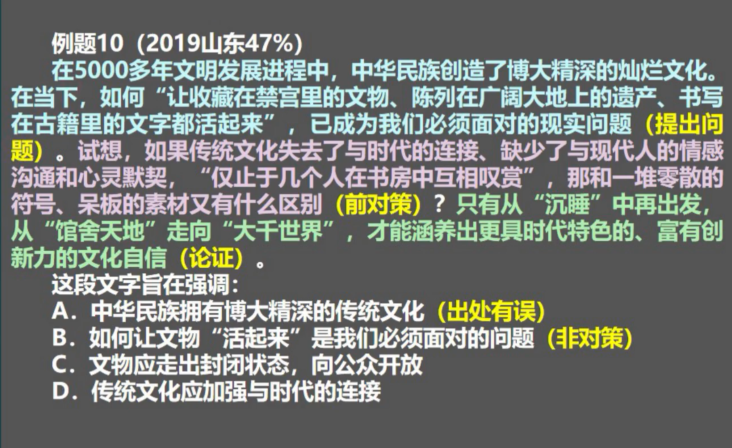 例题10（2019山东47%）
在5000多年文明发展进程中，中华民族创造了博大精深的灿烂文化。
在当下，如何“让收藏在禁宫里的文物、陈列在广阔大地上的遗产、书写
在古籍里的文字都活起来”，已成为我们必须面对的现实问题（提出问
题）。试想，如果传统文化失去了与时代的连接、缺少了与现代人的情感
沟通和心灵默契，“仅止于几个人在书房中互相叹赏”，那和一堆零散的
符号、呆板的素材又有什么区别（前对策）？只有从“沉睡”中再出发，
从“馆舍天地”走向“大千世界”，才能涵养出更具时代特色的、富有创
新力的文化自信（论证）。
这段文字旨在强调：
A．中华民族拥有博大精深的传统文化（出处有误）
B．如何让文物“活起来”是我们必须面对的问题（非对策）
C．文物应走出封闭状态，向公众开放
D．传统文化应加强与时代的连接